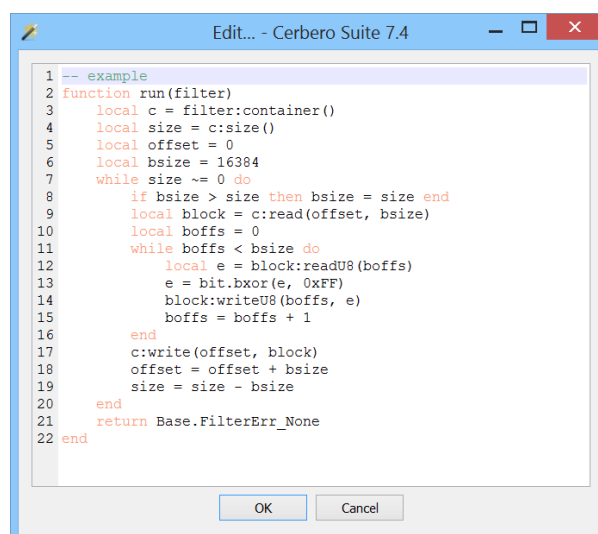 Edit... - Cerbero Suite 7.4
1 -- example
2 function run(filter)
3     local c = filter:container()
4     local size = c:size()
5     local offset = 0
6     local bsize = 16384
7     while size ~= 0 do
8         if bsize > size then bsize = size end
9         local block = c:read(offset, bsize)
10         local boffs = 0
11         while boffs < bsize do
12             local e = block:readU8(boffs)
13             e = bit.bxor(e, 0xFF)
14             block:writeU8(boffs, e)
15             boffs = boffs + 1
16         end
17         c:write(offset, block)
18         offset = offset + bsize
19         size = size - bsize
20     end
21     return Base.FilterErr_None
22 end
OK Cancel